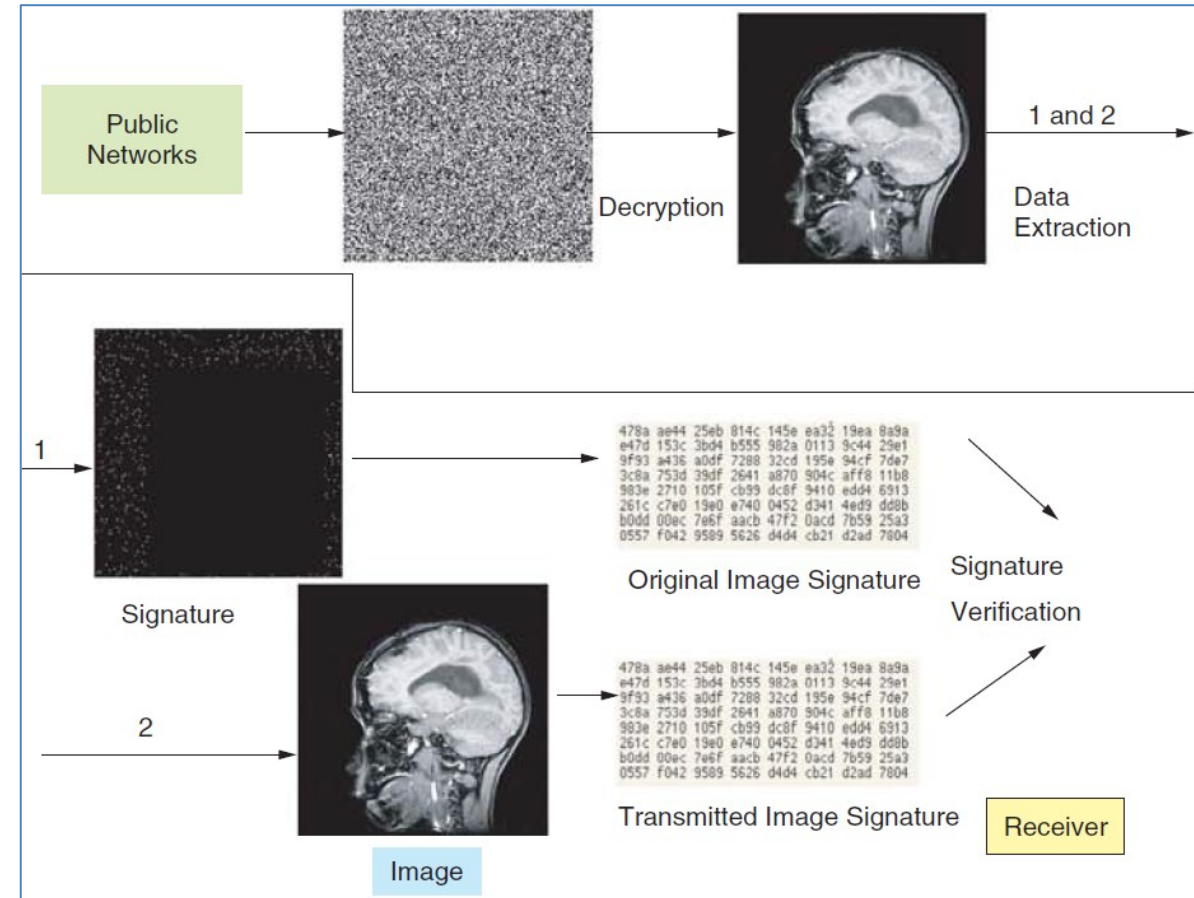 Public
Networks
Decryption
1 and 2
Data
Extraction
1
Signature
478a ae44 25eb 814c 145e ea32 19ea 8a9a
e47d 153c 3bd4 b555 982a 0113 9c44 29e1
9f93 a436 a0df 7288 32cd 195e 94cf 7de7
3c8a 753d 39df 2641 a870 904c aff8 11b8
983e 2710 105f cb99 dc8f 9410 edd4 6913
261c c7e0 19e0 e740 0452 d341 4ed9 dd8b
b0dd 00ec 7e6f aacb 47f2 0acd 7b59 25a3
0557 f042 9589 5626 d4d4 cb21 d2ad 7804
Original Image Signature
Signature
Verification
2
Image
478a ae44 25eb 814c 145e ea32 19ea 8a9a
e47d 153c 3bd4 b555 982a 0113 9c44 29e1
9f93 a436 a0df 7288 32cd 195e 94cf 7de7
3c8a 753d 39df 2641 a870 904c aff8 11b8
983e 2710 105f cb99 dc8f 9410 edd4 6913
261c c7e0 19e0 e740 0452 d341 4ed9 dd8b
b0dd 00ec 7e6f aacb 47f2 0acd 7b59 25a3
0557 f042 9589 5626 d4d4 cb21 d2ad 7804
Transmitted Image Signature
Receiver